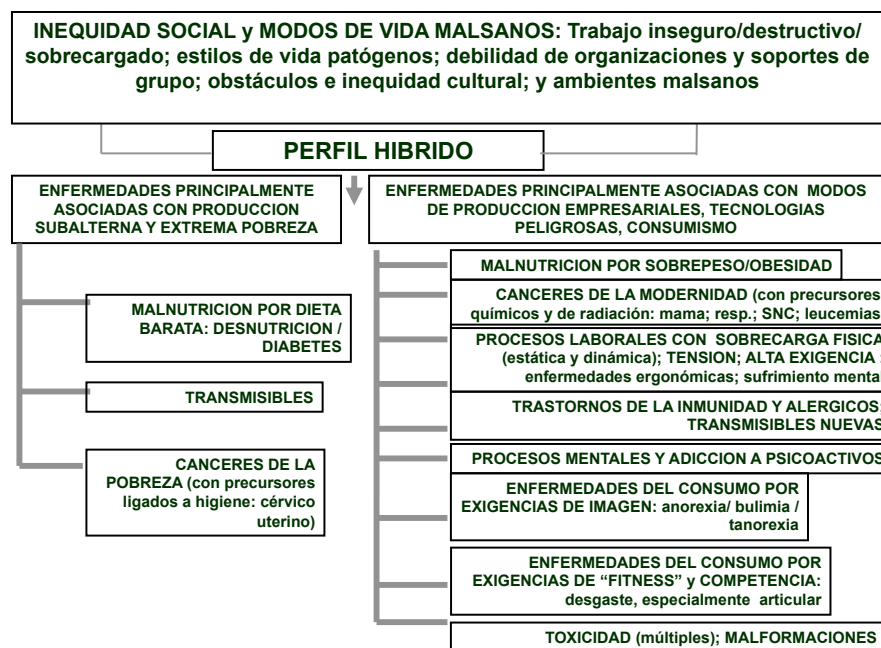 INEQUIDAD SOCIAL y MODOS DE VIDA MALSANOS: Trabajo inseguro/destructivo/
sobrecargado; estilos de vida patógenos; debilidad de organizaciones y soportes de
grupo; obstáculos e inequidad cultural; y ambientes malsanos
PERFIL HIBRIDO
ENFERMEDADES PRINCIPALMENTE
ASOCIADAS CON PRODUCCION
SUBALTERNA Y EXTREMA POBREZA
MALNUTRICION POR DIETA
BARATA: DESNUTRICION /
DIABETES
TRANSMISIBLES
CANCERES DE LA
POBREZA (con precursores
ligados a higiene: cérvico
uterino)
ENFERMEDADES PRINCIPALMENTE ASOCIADAS CON MODOS
DE PRODUCCION EMPRESARIALES, TECNOLOGIAS
PELIGROSAS, CONSUMISMO
MALNUTRICION POR SOBREPESO/OBESIDAD
CANCERES DE LA MODERNIDAD (con precursores
químicos y de radiación: mama; resp.; SNC; leucemias
PROCESOS LABORALES CON SOBRECARGA FISICA
(estática y dinámica); TENSION; ALTA EXIGENCIA :
enfermedades ergonómicas; sufrimiento mental
TRASTORNOS DE LA INMUNIDAD Y ALERGICOS;
TRANSMISIBLES NUEVAS
PROCESOS MENTALES Y ADICCION A PSICOACTIVOS
ENFERMEDADES DEL CONSUMO POR
EXIGENCIAS DE IMAGEN: anorexia/ bulimia /
tanorexia
ENFERMEDADES DEL CONSUMO POR
EXIGENCIAS DE “FITNESS” y COMPETENCIA:
desgaste, especialmente articular
TOXICIDAD (múltiples); MALFORMACIONES